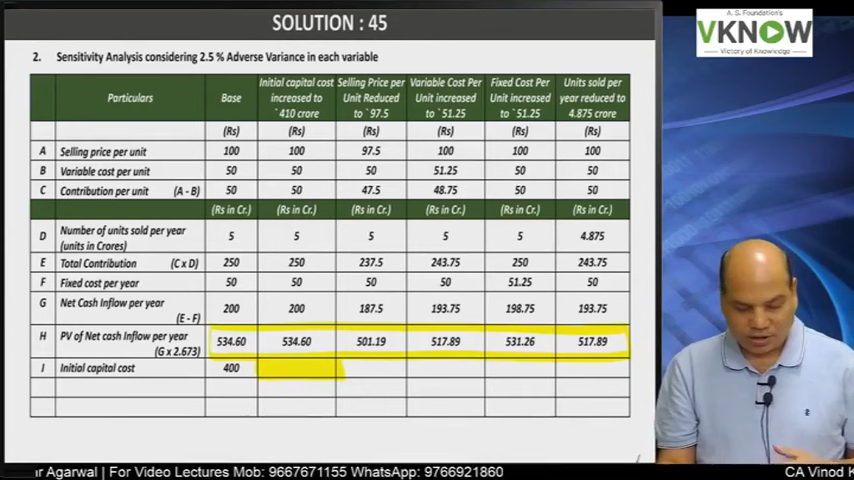 SOLUTION : 45
A. S. Foundation's
VKNOW
Victory of Knowledge
2. Sensitivity Analysis considering 2.5 % Adverse Variance in each variable
Particulars Base Initial capital cost increased to `410 crore Selling Price per Unit Reduced to `97.5 Variable Cost Per Unit increased to `51.25 Fixed Cost Per Unit increased to `51.25 Units sold per year reduced to 4.875 crore
(Rs) (Rs) (Rs) (Rs) (Rs) (Rs)
A Selling price per unit 100 100 97.5 100 100 100
B Variable cost per unit 50 50 50 51.25 50 50
C Contribution per unit (A - B) 50 50 47.5 48.75 50 50
(Rs in Cr.) (Rs in Cr.) (Rs in Cr.) (Rs in Cr.) (Rs in Cr.) (Rs in Cr.)
D Number of units sold per year (units in Crores) 5 5 5 5 5 4.875
E Total Contribution (C x D) 250 250 237.5 243.75 250 243.75
F Fixed cost per year 50 50 50 50 51.25 50
G Net Cash Inflow per year (E - F) 200 200 187.5 193.75 198.75 193.75
H PV of Net cash Inflow per year (G x 2.673) 534.60 534.60 501.19 517.89 531.26 517.89
I Initial capital cost 400
ar Agarwal | For Video Lectures Mob: 9667671155 WhatsApp: 9766921860 CA Vinod K